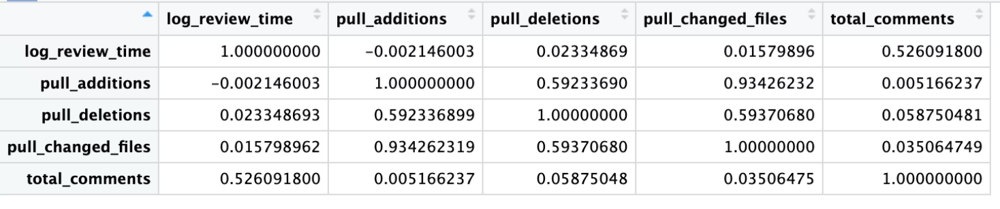 log_review_time pull_additions pull_deletions pull_changed_files total_comments
log_review_time 1.000000000 -0.002146003 0.02334869 0.01579896 0.526091800
pull_additions -0.002146003 1.000000000 0.59233690 0.93426232 0.005166237
pull_deletions 0.023348693 0.592336899 1.00000000 0.59370680 0.058750481
pull_changed_files 0.015798962 0.934262319 0.59370680 1.00000000 0.035064749
total_comments 0.526091800 0.005166237 0.05875048 0.03506475 1.000000000